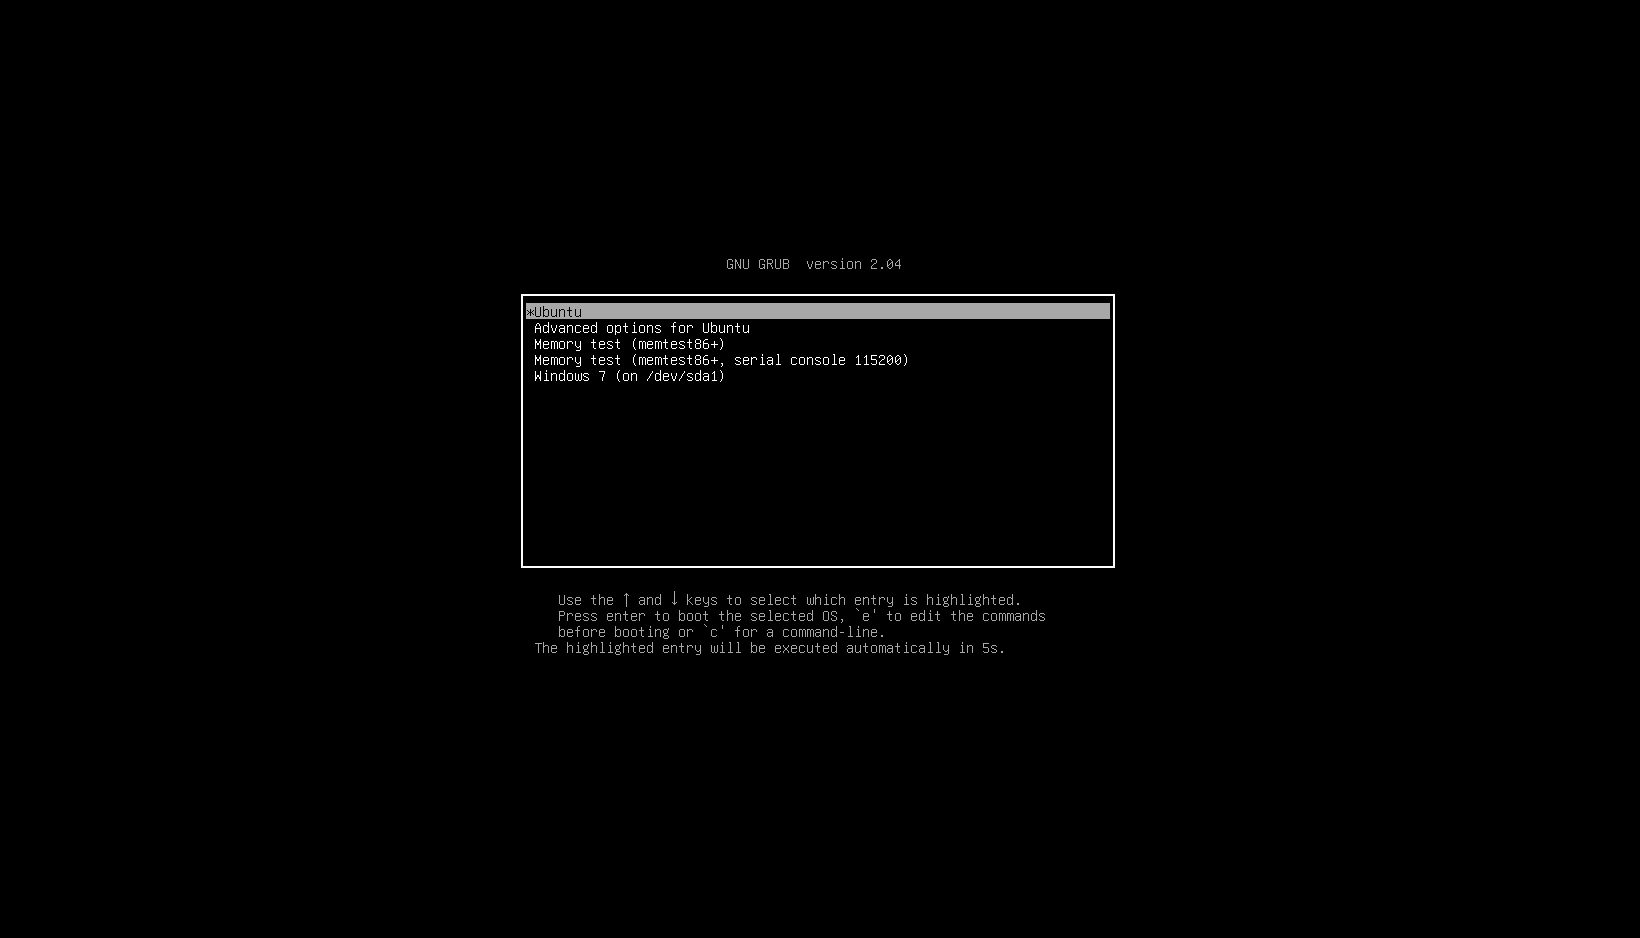 GNU GRUB  version 2.04
*Ubuntu
Advanced options for Ubuntu
Memory test (memtest86+)
Memory test (memtest86+, serial console 115200)
Windows 7 (on /dev/sda1)
Use the ↑ and ↓ keys to select which entry is highlighted.
Press enter to boot the selected OS, `e' to edit the commands
before booting or `c' for a command-line.
The highlighted entry will be executed automatically in 5s.